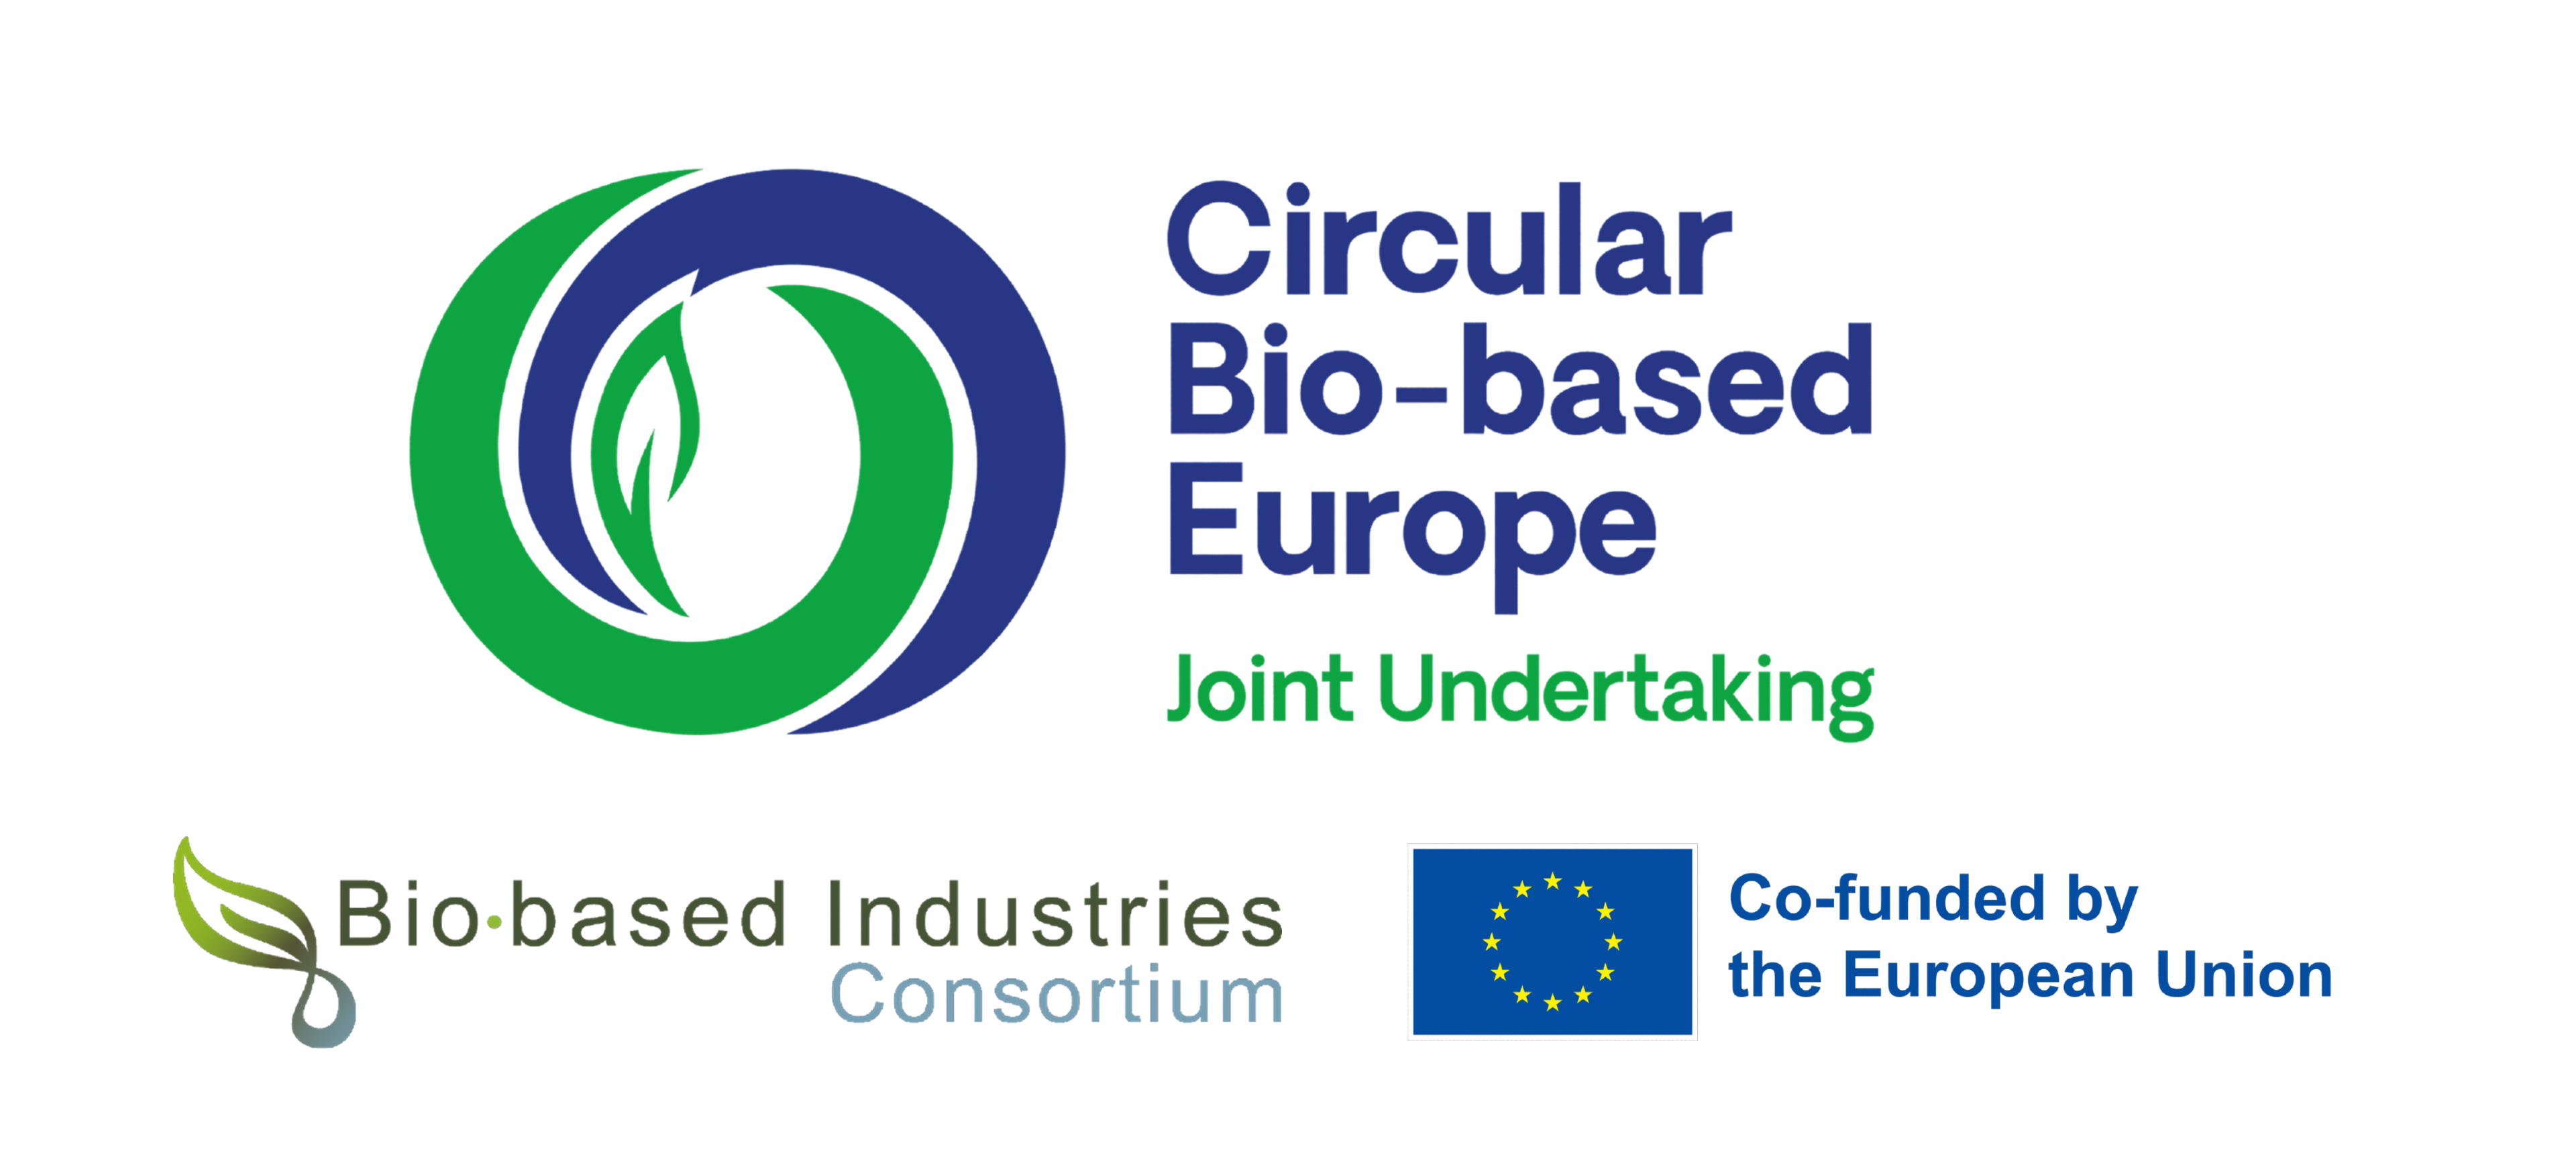 Circular
Bio-based
Europe
Joint Undertaking
Bio·based Industries
Consortium
Co-funded by
the European Union